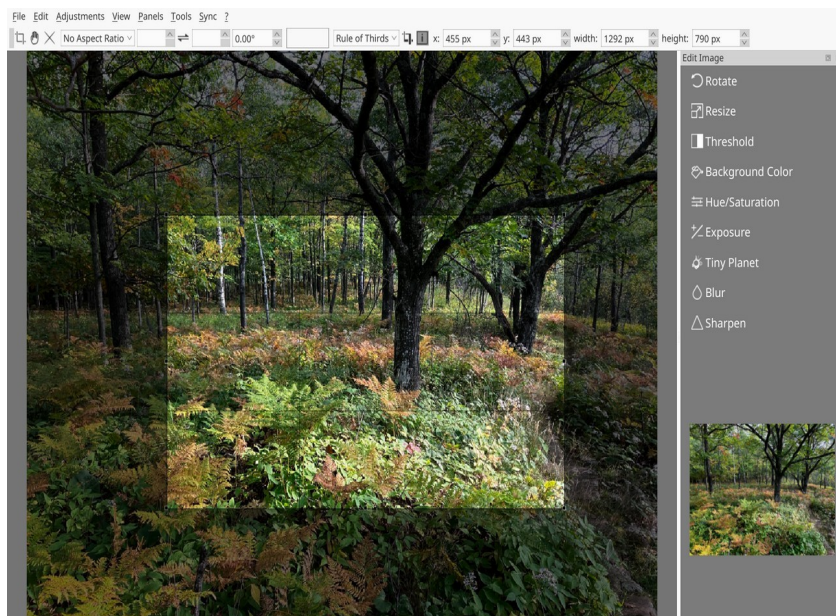 File Edit Adjustments View Panels Tools Sync ?
No Aspect Ratio 0.00° Rule of Thirds x: 455 px y: 443 px width: 1292 px height: 790 px
Edit Image
Rotate
Resize
Threshold
Background Color
Hue/Saturation
Exposure
Tiny Planet
Blur
Sharpen